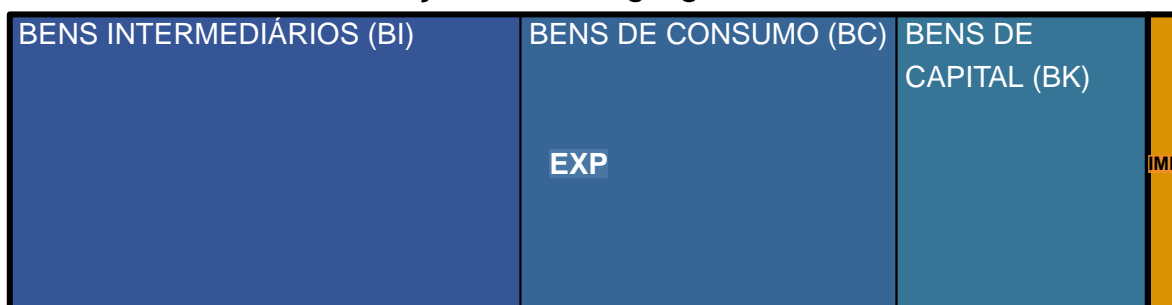 BENS INTERMEDIÁRIOS (BI)
BENS DE CONSUMO (BC)
BENS DE
CAPITAL (BK)
EXP